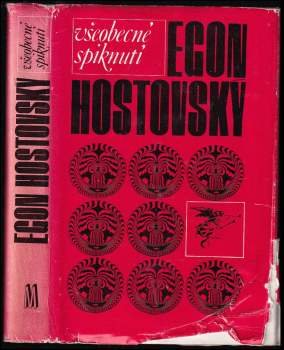 všeobecné
spiknutí
EGON
HOSTOVSKÝ
všeobecné
spiknutí
EGON HOSTOVSKÝ
M